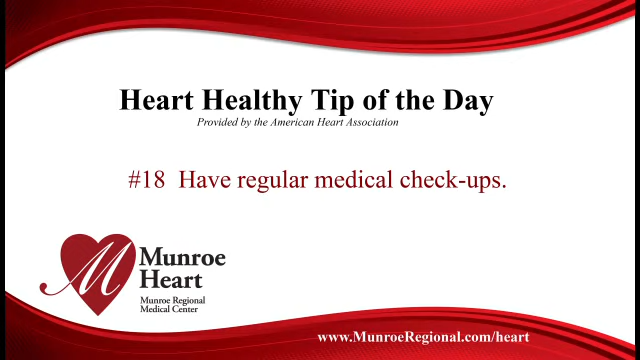 Heart Healthy Tip of the Day
Provided by the American Heart Association
#18 Have regular medical check-ups.
M
Munroe
Heart
Munroe Regional
Medical Center
www.MunroeRegional.com/heart